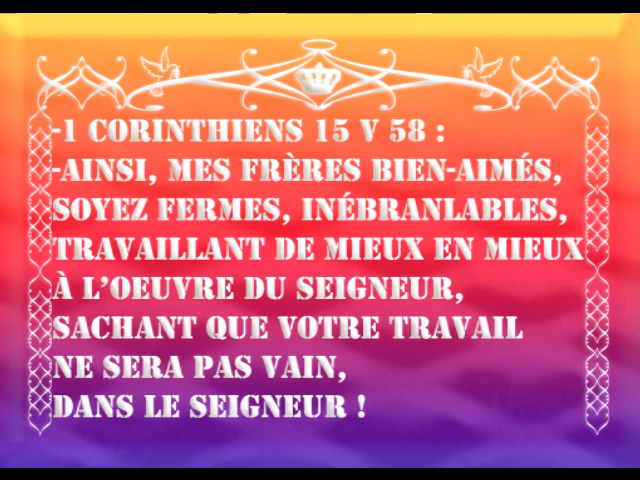 -1 CORINTHIENS 15 V 58 :
-AINSI, MES FRÈRES BIEN-AIMÉS,
SOYEZ FERMES, INÉBRANLABLES,
TRAVAILLANT DE MIEUX EN MIEUX
À L'OEUVRE DU SEIGNEUR,
SACHANT QUE VOTRE TRAVAIL
NE SERA PAS VAIN,
DANS LE SEIGNEUR !